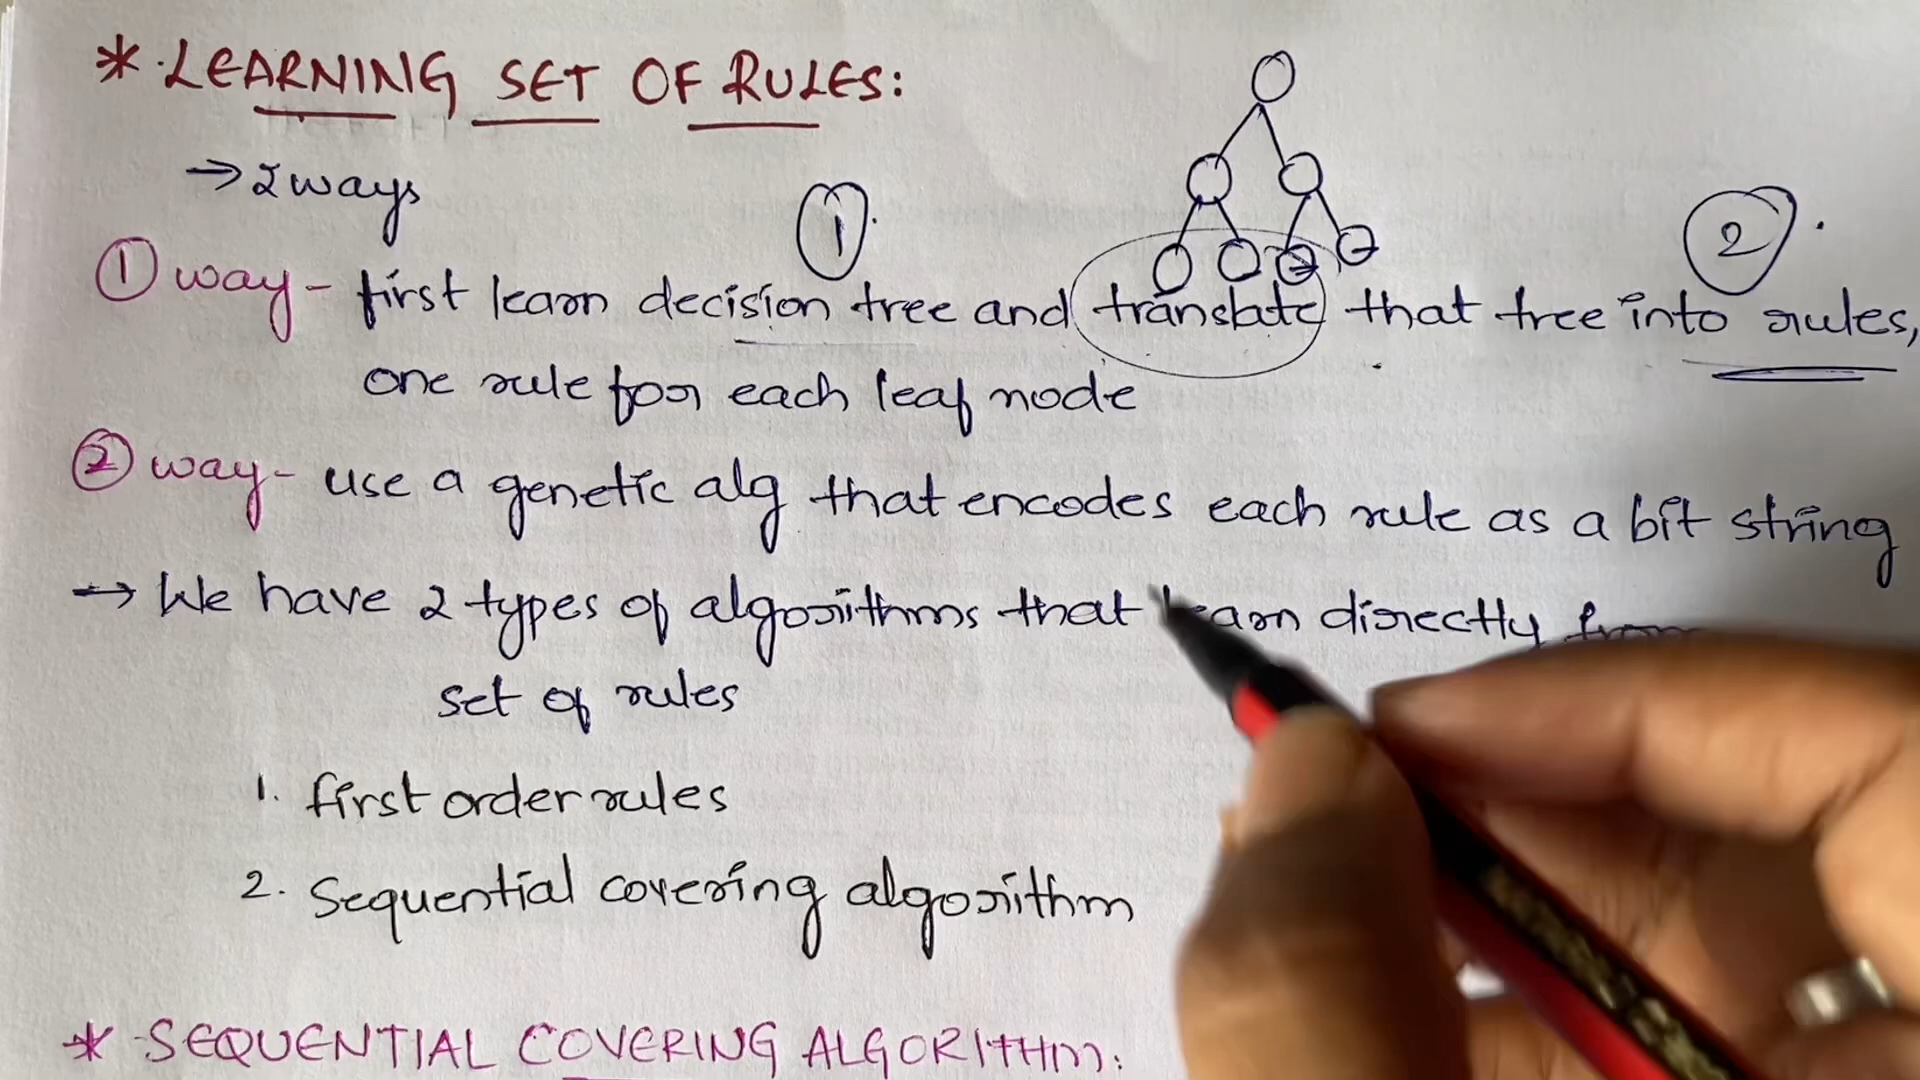 * LEARNING SET OF RULES:
→ 2 ways
1
2
① way - first learn decision tree and translate that tree into rules,
one rule for each leaf node
② way - use a genetic alg that encodes each rule as a bit string
→ We have 2 types of algorithms that learn directly from
set of rules
1. first order rules
2. Sequential covering algorithm
* SEQUENTIAL COVERING ALGORITHM: